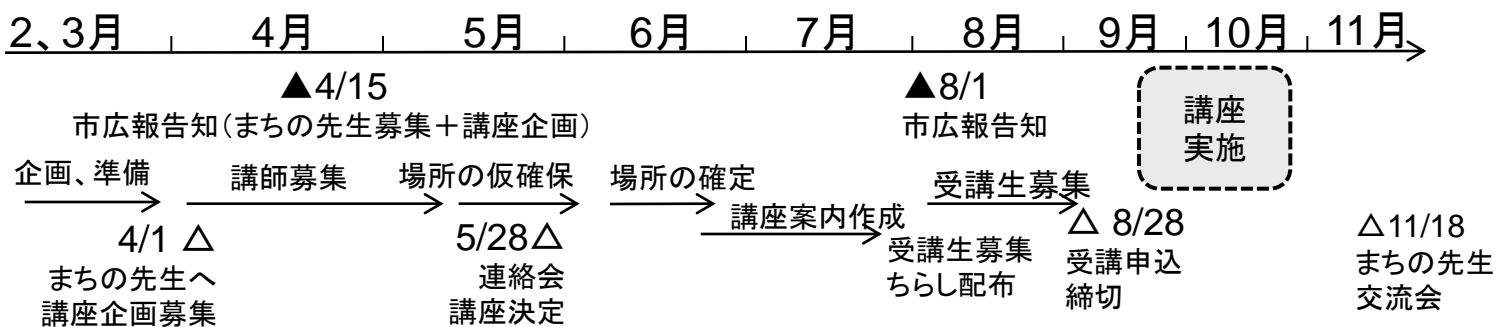 2、3月 4月 5月 6月 7月 8月 9月 10月 11月
▲4/15
市広報告知（まちの先生募集＋講座企画）
▲8/1
市広報告知
講座
実施
企画、準備
講師募集
場所の仮確保
場所の確定
講座案内作成
受講生募集
4/1 △
まちの先生へ
講座企画募集
5/28△
連絡会
講座決定
受講生募集
ちらし配布
△ 8/28
受講申込
締切
△11/18
まちの先生
交流会